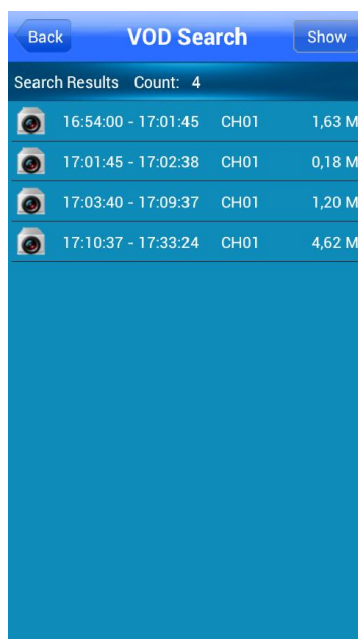 Back VOD Search Show
Search Results Count: 4
16:54:00 - 17:01:45 CH01 1,63 M
17:01:45 - 17:02:38 CH01 0,18 M
17:03:40 - 17:09:37 CH01 1,20 M
17:10:37 - 17:33:24 CH01 4,62 M